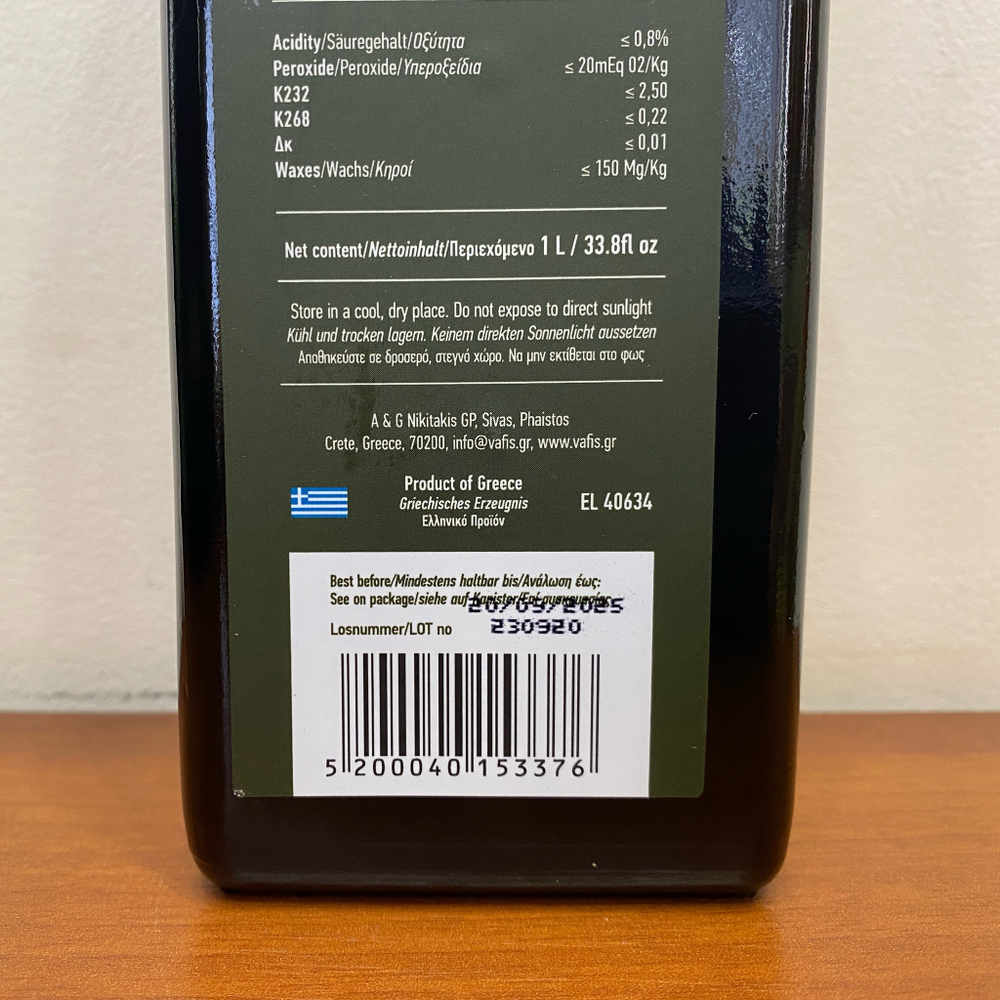 Acidity/Säuregehalt/Οξύτητα ≤ 0,8%
Peroxide/Peroxide/Υπεροξείδια ≤ 20mEq 02/Kg
K232 ≤ 2,50
K268 ≤ 0,22
Δκ ≤ 0,01
Waxes/Wachs/Κηροί ≤ 150 Mg/Kg
Net content/Nettoinhalt/Περιεχόμενο 1 L / 33.8fl oz
Store in a cool, dry place. Do not expose to direct sunlight
Kühl und trocken lagern. Keinem direkten Sonnenlicht aussetzen
Αποθηκεύστε σε δροσερό, στεγνό χώρο. Να μην εκτίθεται στο φως
A & G Nikitakis GP, Sivas, Phaistos
Crete, Greece, 70200, info@vafis.gr, www.vafis.gr
Product of Greece
Griechisches Erzeugnis
Ελληνικό Προϊόν
EL 40634
Best before/Mindestens haltbar bis/Ανάλωση έως:
See on package/siehe auf Kanister/Επί συσκευασίας
20/09/2025
Losnummer/LOT no 230920
5 200040 153376